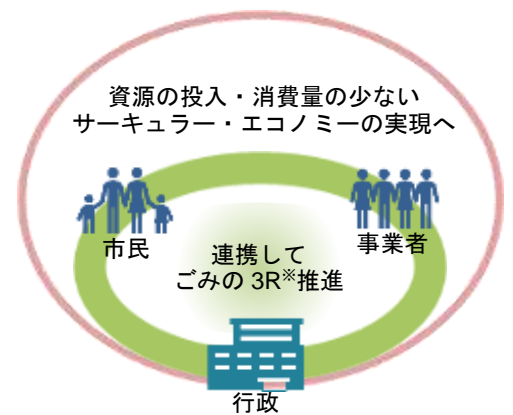 資源の投入・消費量の少ない
サーキュラー・エコノミーの実現へ
市民
事業者
連携して
ごみの 3R※推進
行政